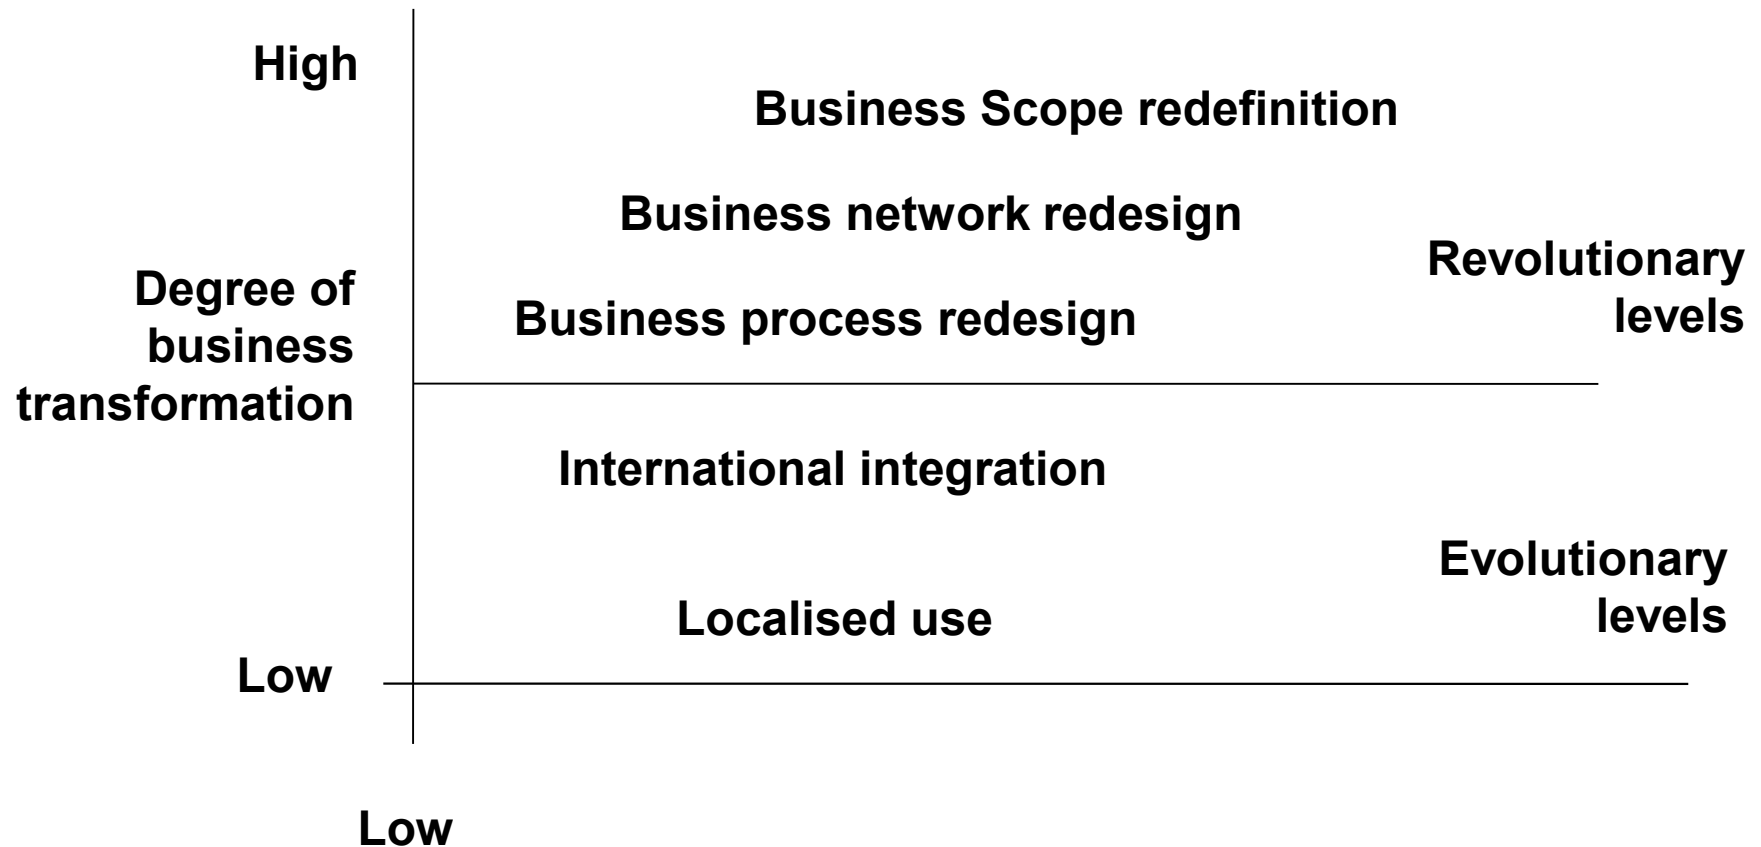 High
Business Scope redefinition
Business network redesign
Revolutionary
levels
Degree of
business
transformation
Business process redesign
International integration
Evolutionary
levels
Localised use
Low
Low